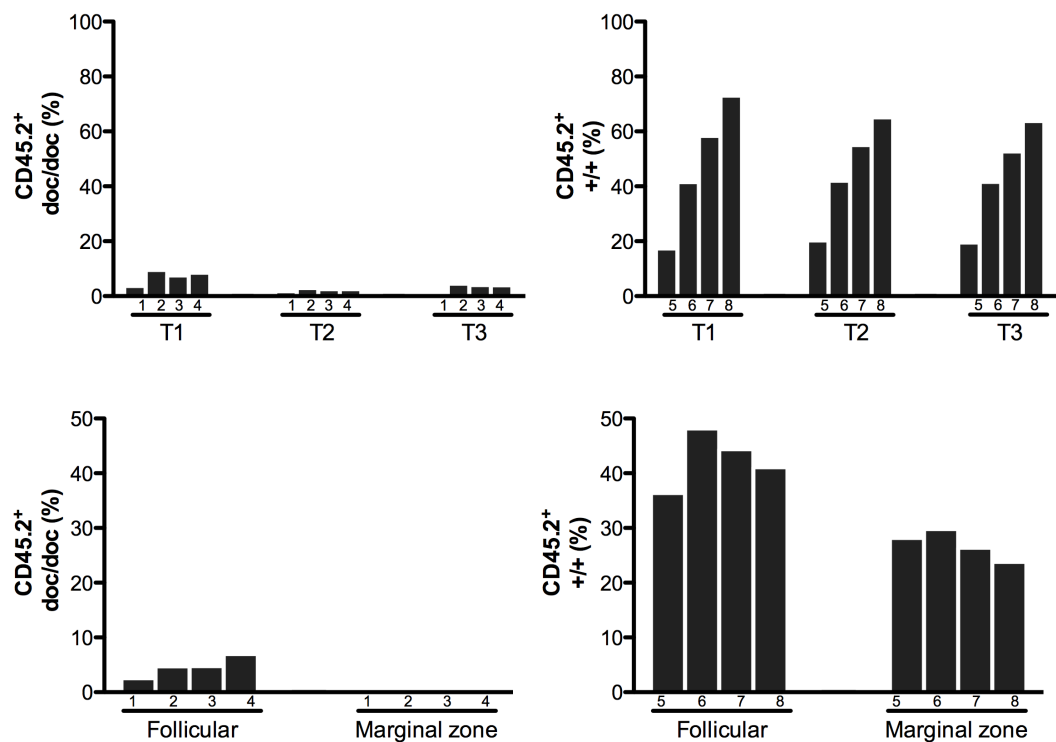 100
80
60
40
20
0
CD45.2+
doc/doc (%)
1 2 3 4 1 2 3 4 1 2 3 4
T1 T2 T3
100
80
60
40
20
0
CD45.2+
+/+ (%)
5 6 7 8 5 6 7 8 5 6 7 8
T1 T2 T3
50
40
30
20
10
0
CD45.2+
doc/doc (%)
1 2 3 4 1 2 3 4
Follicular Marginal zone
50
40
30
20
10
0
CD45.2+
+/+ (%)
5 6 7 8 5 6 7 8
Follicular Marginal zone